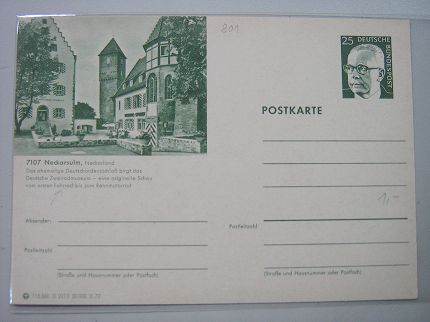 801
25
DEUTSCHE
BUNDESPOST
POSTKARTE
7107 Neckarsulm, Neckarland
Das ehemalige Deutschordensschloß birgt das
Deutsche Zweiradmuseum – eine originelle Schau
vom ersten Fahrrad bis zum Rennmotorrad
1,-
Absender:
Postleitzahl
Postleitzahl
(Straße und Hausnummer oder Postfach)
(Straße und Hausnummer oder Postfach)